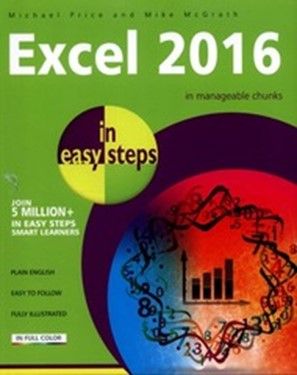 Michael Price and Mike McGrath
Excel 2016
in manageable chunks
in
easy steps
JOIN
5 MILLION+
IN EASY STEPS
SMART LEARNERS
PLAIN ENGLISH
EASY TO FOLLOW
FULLY ILLUSTRATED
IN FULL COLOR